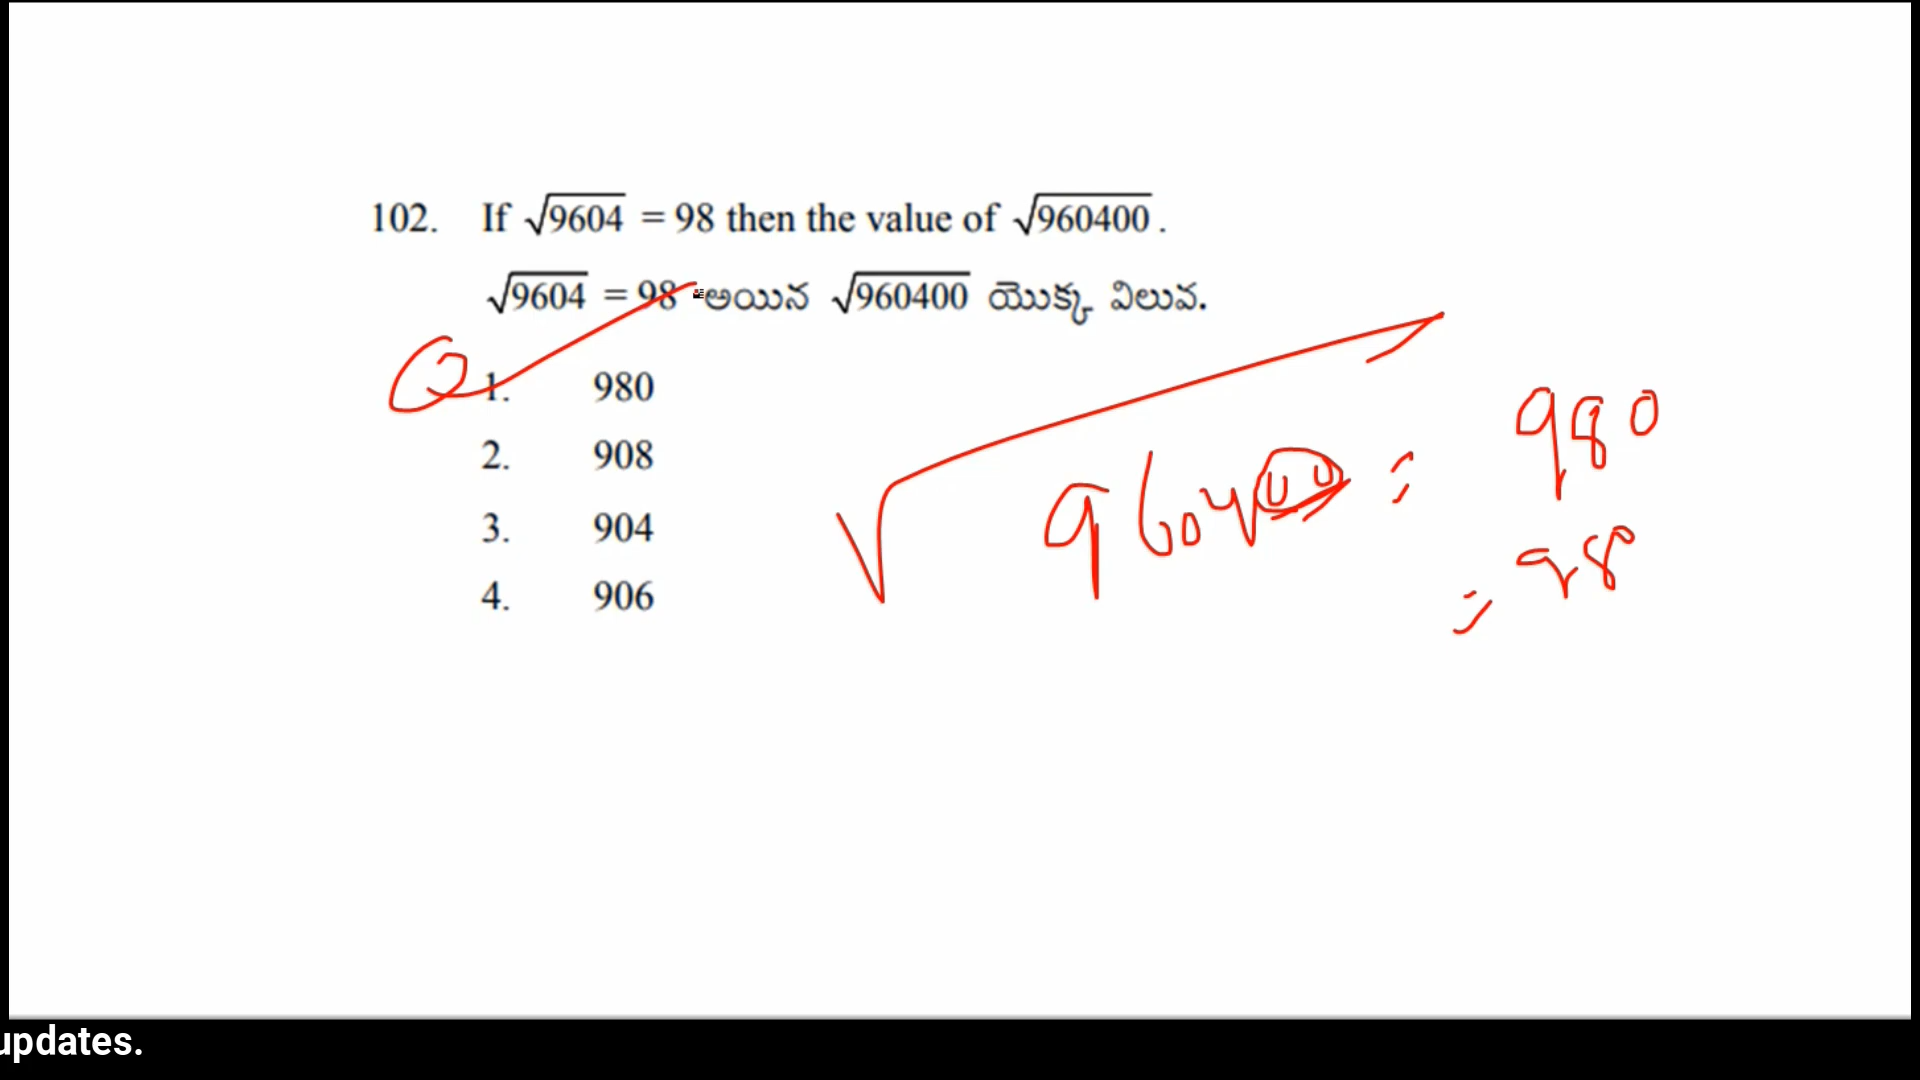 102. If √9604 = 98 then the value of √960400.
√9604 = 98 అయిన √960400 యొక్క విలువ.
1. 980
2. 908
3. 904
4. 906
√960400 = 980
= 98
updates.